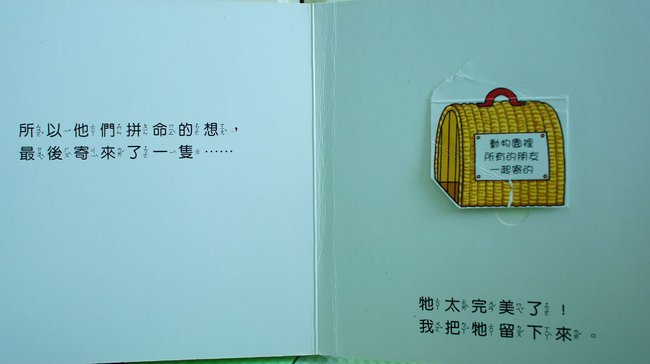 所以他們拼命的想，
最後寄來了一隻……
動物園裡
所有的朋友
一起寄的
牠太完美了！
我把牠留下來。